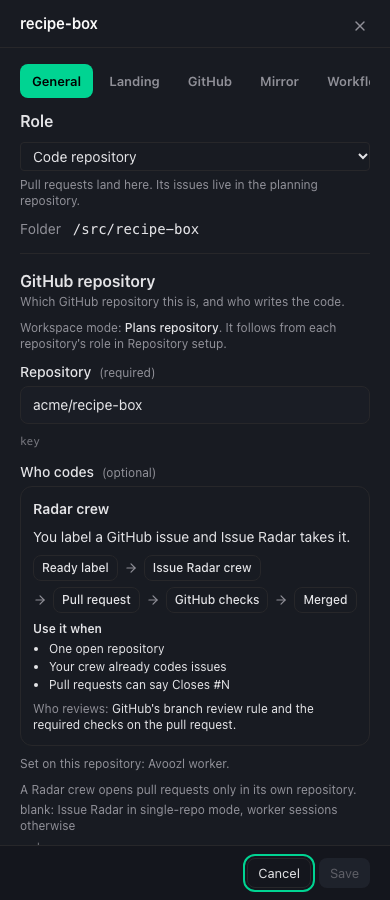 recipe-box
×
General Landing GitHub Mirror
Role
Code repository
Pull requests land here. Its issues live in the planning
repository.
Folder /src/recipe-box
GitHub repository
Which GitHub repository this is, and who writes the code.
Workspace mode: Plans repository. It follows from each
repository's role in Repository setup.
Repository (required)
acme/recipe-box
key
Who codes (optional)
Radar crew
You label a GitHub issue and Issue Radar takes it.
Ready label → Issue Radar crew
→ Pull request → GitHub checks → Merged
Use it when
• One open repository
• Your crew already codes issues
• Pull requests can say Closes #N
Who reviews: GitHub's branch review rule and the
required checks on the pull request.
Set on this repository: Avoozl worker.
A Radar crew opens pull requests only in its own repository.
blank: Issue Radar in single-repo mode, worker sessions
otherwise
Cancel Save